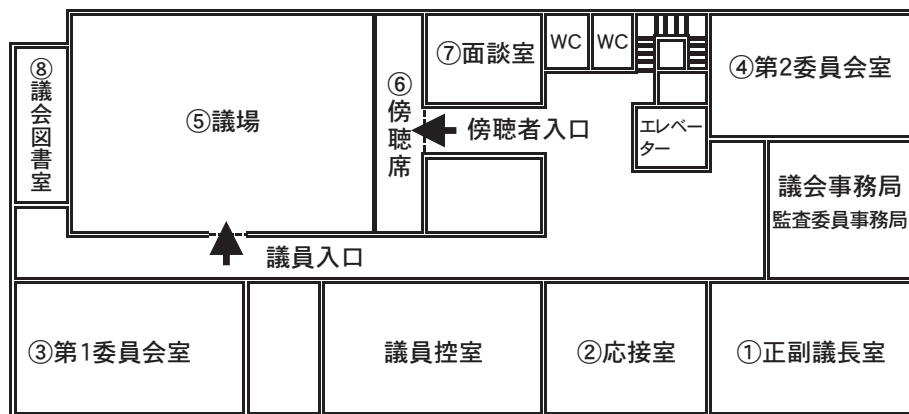 ⑧議会図書室
⑤議場
⑥傍聴席
⑦面談室
WC
WC
④第2委員会室
傍聴者入口
エレベー
ター
議会事務局
監査委員事務局
議員入口
③第1委員会室
議員控室
②応接室
①正副議長室